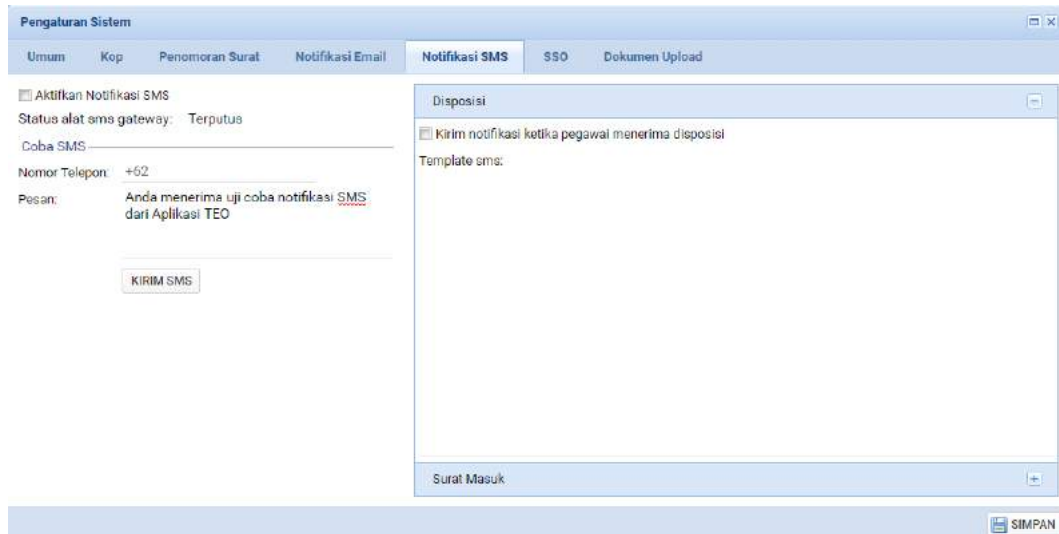 Pengaturan Sistem
Umum Kop Penomoran Surat Notifikasi Email Notifikasi SMS SSO Dokumen Upload
Aktifkan Notifikasi SMS
Status alat sms gateway: Terputus
Coba SMS
Nomor Telepon: +62
Pesan: Anda menerima uji coba notifikasi SMS
dari Aplikasi TEO
KIRIM SMS
Disposisi
Kirim notifikasi ketika pegawai menerima disposisi
Template sms:
Surat Masuk
SIMPAN